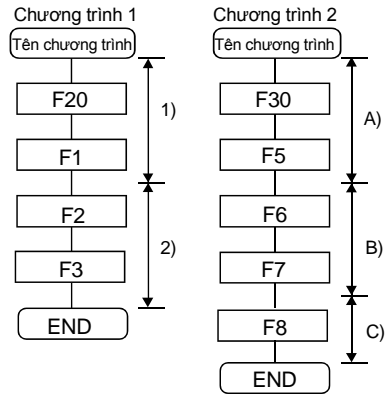 Chương trình 1
Tên chương trình
F20
1)
F1
F2
2)
F3
END
Chương trình 2
Tên chương trình
F30
A)
F5
F6
B)
F7
F8
C)
END